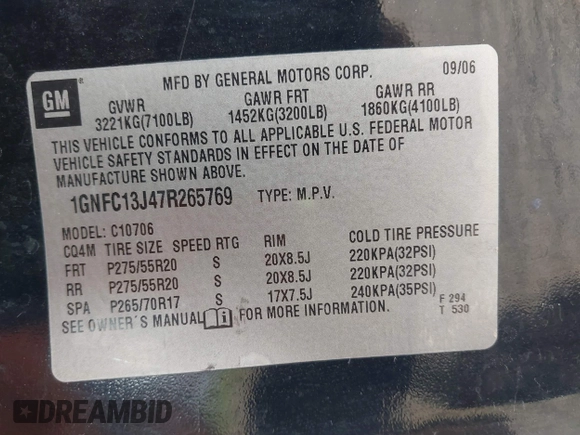 GM
®
MFD BY GENERAL MOTORS CORP. 09/06
GVWR GAWR FRT GAWR RR
3221KG(7100LB) 1452KG(3200LB) 1860KG(4100LB)
THIS VEHICLE CONFORMS TO ALL APPLICABLE U.S. FEDERAL MOTOR
VEHICLE SAFETY STANDARDS IN EFFECT ON THE DATE OF
MANUFACTURE SHOWN ABOVE.
1GNFC13J47R265769 TYPE: M.P.V.
MODEL: C10706
CQ4M TIRE SIZE SPEED RTG RIM COLD TIRE PRESSURE
FRT P275/55R20 S 20X8.5J 220KPA(32PSI)
RR P275/55R20 S 20X8.5J 220KPA(32PSI)
SPA P265/70R17 S 17X7.5J 240KPA(35PSI)
SEE OWNER'S MANUAL FOR MORE INFORMATION.
F 294
T 530
DREAMBID